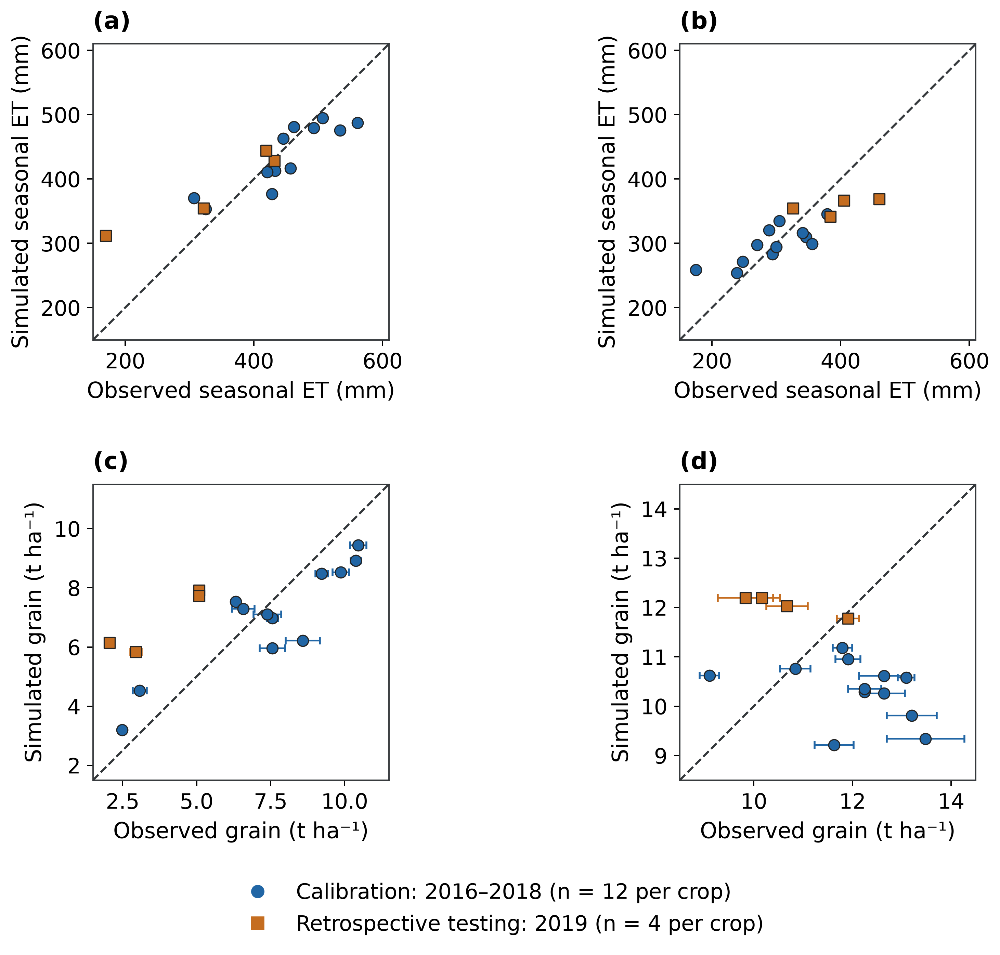 (a)
Simulated seasonal ET (mm)
600
500
400
300
200
200 400 600
Observed seasonal ET (mm)
(b)
Simulated seasonal ET (mm)
600
500
400
300
200
200 400 600
Observed seasonal ET (mm)
(c)
Simulated grain (t ha⁻¹)
10
8
6
4
2
2.5 5.0 7.5 10.0
Observed grain (t ha⁻¹)
(d)
Simulated grain (t ha⁻¹)
14
13
12
11
10
9
10 12 14
Observed grain (t ha⁻¹)
Calibration: 2016–2018 (n = 12 per crop)
Retrospective testing: 2019 (n = 4 per crop)